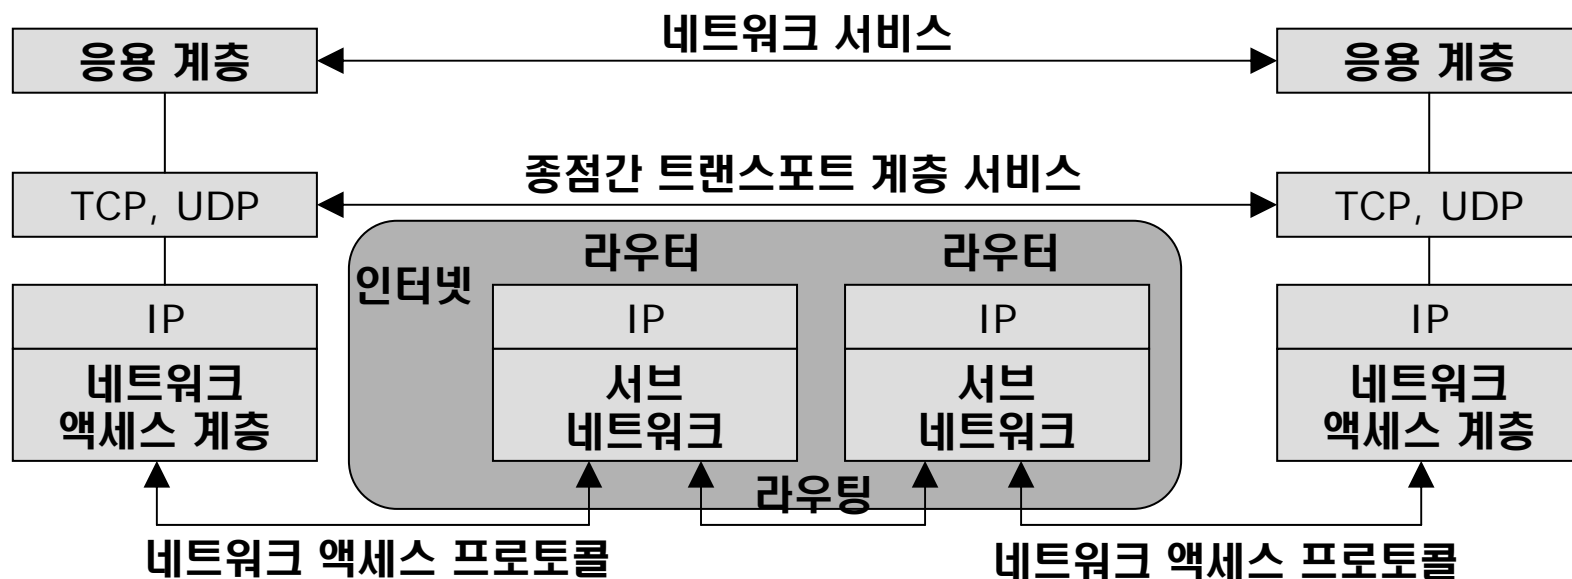 네트워크 서비스
응용 계층
응용 계층
종점간 트랜스포트 계층 서비스
TCP, UDP
TCP, UDP
인터넷
라우터
라우터
IP
IP
IP
IP
네트워크
액세스 계층
서브
네트워크
서브
네트워크
네트워크
액세스 계층
라우팅
네트워크 액세스 프로토콜
네트워크 액세스 프로토콜